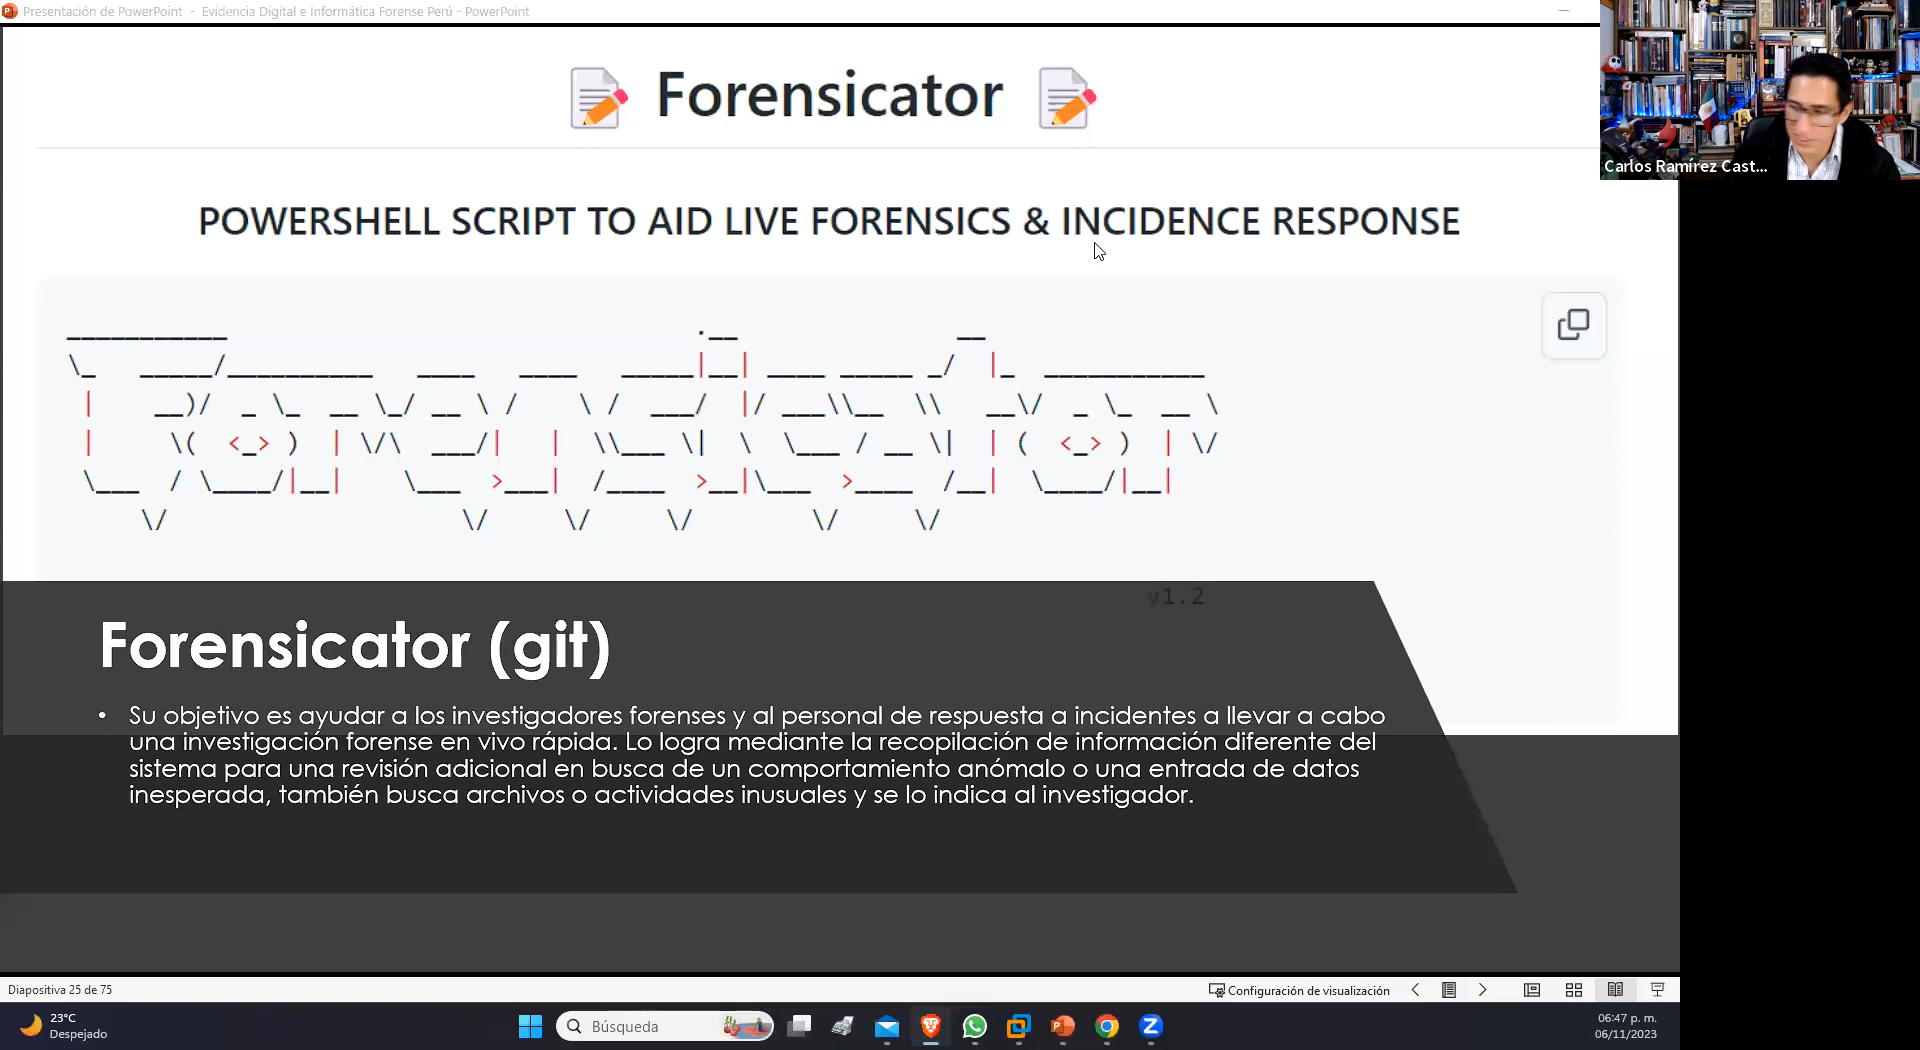 Presentación de PowerPoint - Evidencia Digital e Informática Forense Perú - PowerPoint
Forensicator
Carlos Ramírez Cast...
POWERSHELL SCRIPT TO AID LIVE FORENSICS & INCIDENCE RESPONSE
Forensicator
v1.2
Forensicator (git)
• Su objetivo es ayudar a los investigadores forenses y al personal de respuesta a incidentes a llevar a cabo
una investigación forense en vivo rápida. Lo logra mediante la recopilación de información diferente del
sistema para una revisión adicional en busca de un comportamiento anómalo o una entrada de datos
inesperada, también busca archivos o actividades inusuales y se lo indica al investigador.
Diapositiva 25 de 75
Configuración de visualización
23°C
Despejado
Búsqueda
06:47 p. m.
06/11/2023